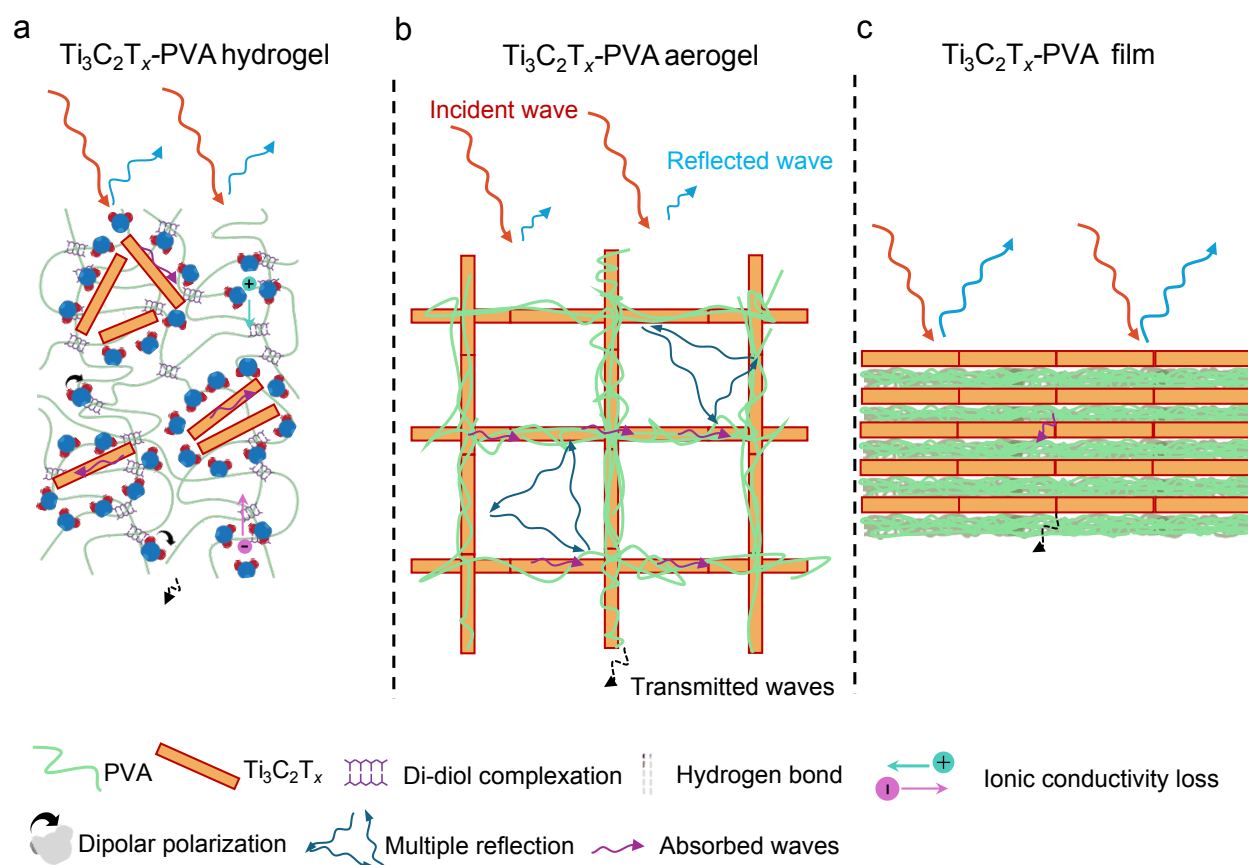 a
Ti₃C₂Tₓ-PVA hydrogel
b
Ti₃C₂Tₓ-PVA aerogel
c
Ti₃C₂Tₓ-PVA film
Incident wave
Reflected wave
+
−
Transmitted waves
PVA
Ti₃C₂Tₓ
Di-diol complexation
Hydrogen bond
+
−
Ionic conductivity loss
Dipolar polarization
Multiple reflection
Absorbed waves